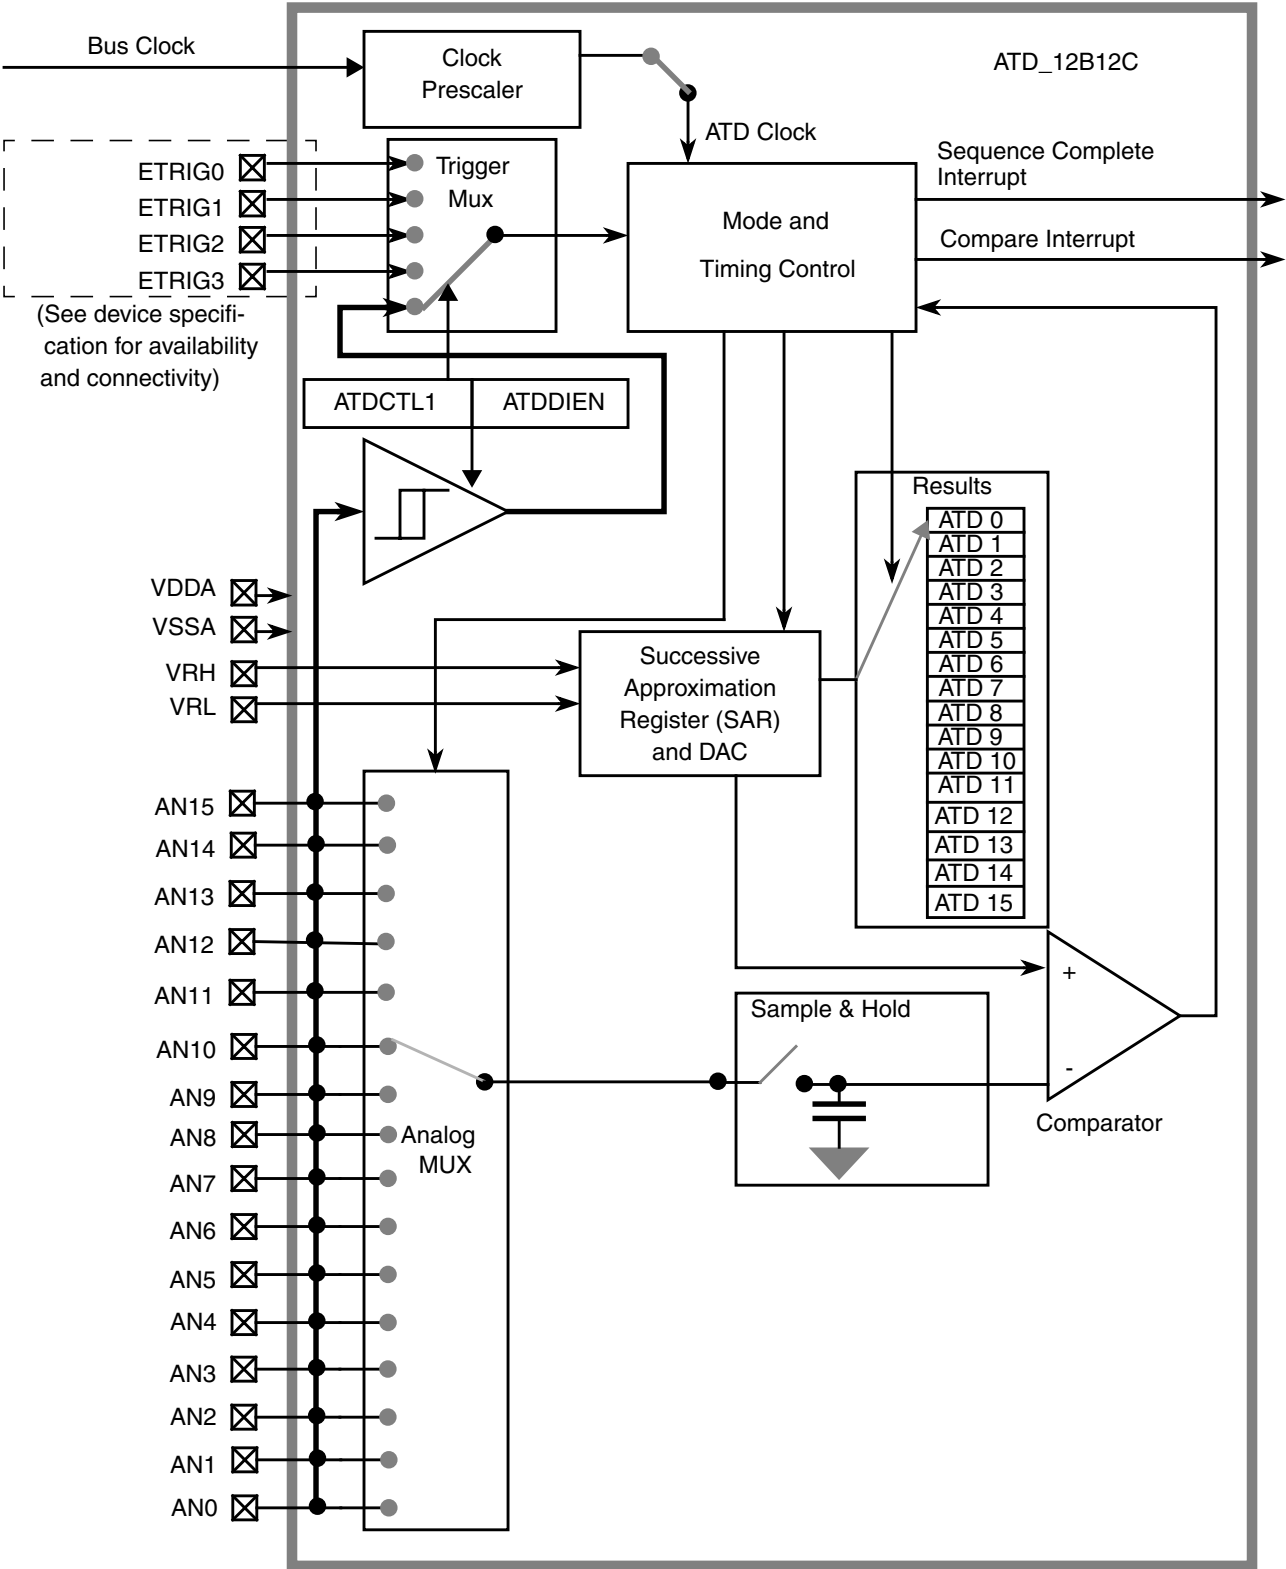 Bus Clock
Clock
Prescaler
ATD_12B12C
ATD Clock
ETRIG0
ETRIG1
ETRIG2
ETRIG3
(See device specifi-
cation for availability
and connectivity)
Trigger
Mux
Mode and
Timing Control
Sequence Complete
Interrupt
Compare Interrupt
ATDCTL1
ATDDIEN
Results
ATD 0
ATD 1
ATD 2
ATD 3
ATD 4
ATD 5
ATD 6
ATD 7
ATD 8
ATD 9
ATD 10
ATD 11
ATD 12
ATD 13
ATD 14
ATD 15
VDDA
VSSA
VRH
VRL
Successive
Approximation
Register (SAR)
and DAC
AN15
AN14
AN13
AN12
AN11
AN10
AN9
AN8
AN7
AN6
AN5
AN4
AN3
AN2
AN1
AN0
Analog
MUX
Sample & Hold
+
-
Comparator